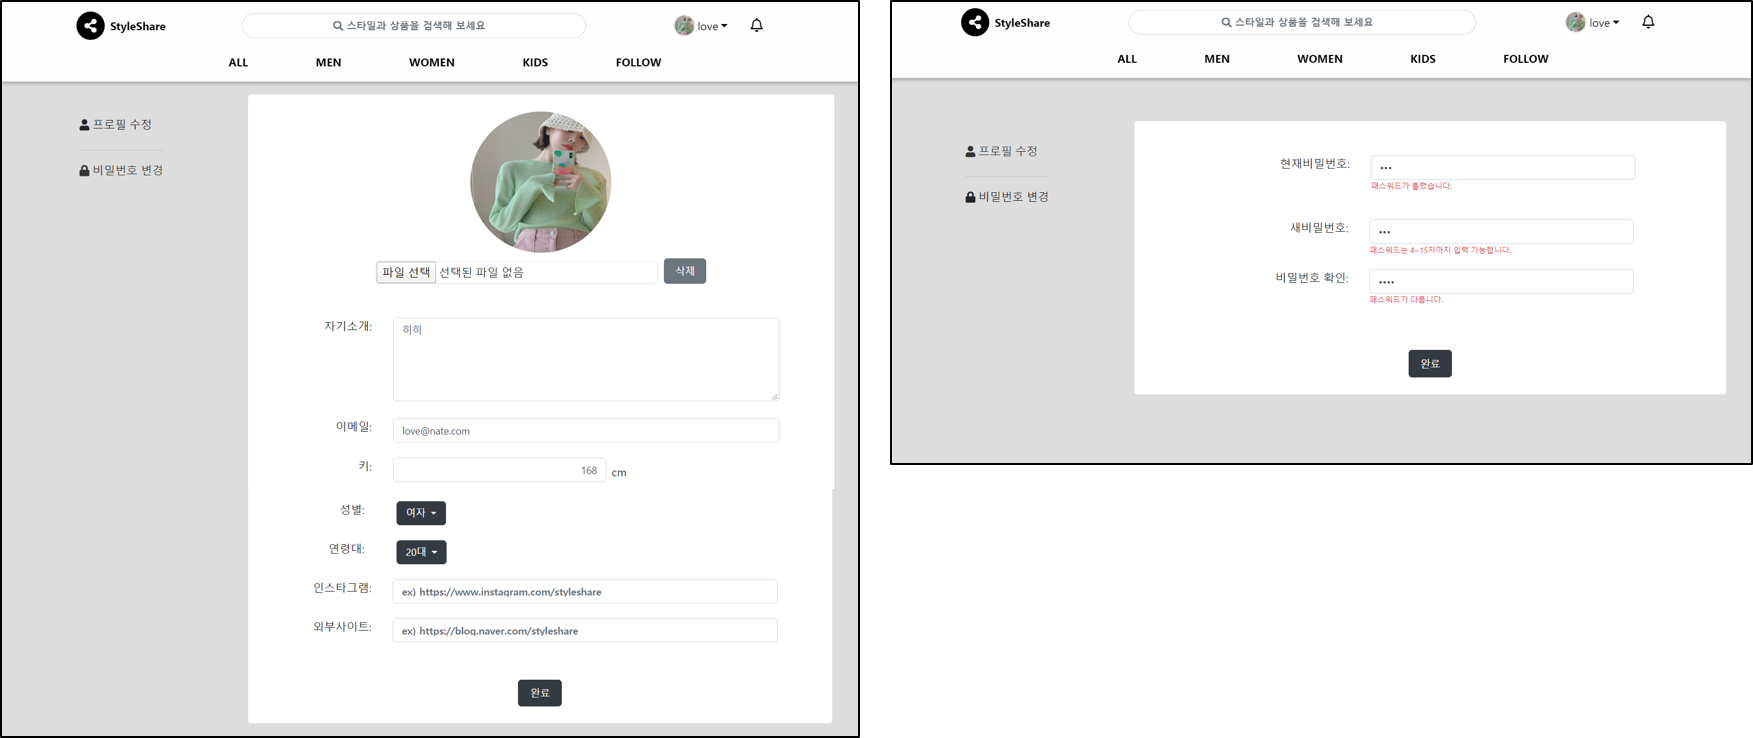 StyleShare
스타일과 상품을 검색해 보세요
love
ALL
MEN
WOMEN
KIDS
FOLLOW
프로필 수정
비밀번호 변경
파일 선택 선택된 파일 없음
삭제
자기소개:
히히
이메일:
love@nate.com
키:
168
cm
성별:
여자
연령대:
20대
인스타그램:
ex) https://www.instagram.com/styleshare
외부사이트:
ex) https://blog.naver.com/styleshare
완료
StyleShare
스타일과 상품을 검색해 보세요
love
ALL
MEN
WOMEN
KIDS
FOLLOW
프로필 수정
비밀번호 변경
현재비밀번호:
•••
패스워드가 틀렸습니다.
새비밀번호:
•••
패스워드는 4~15자까지 입력 가능합니다.
비밀번호 확인:
••••
패스워드가 다릅니다.
완료